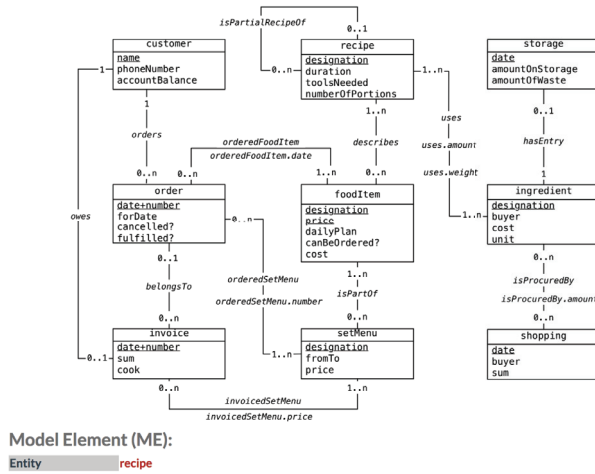 isPartialRecipeOf
0..1
customer
recipe
storage
name
phoneNumber
accountBalance
designation
duration
toolsNeeded
numberOfPortions
date
amountOnStorage
amountOfWaste
1
0..n
1..n
1
1..n
0..1
orders
orderedFoodItem
orderedFoodItem.date
describes
uses
uses.amount
uses.weight
hasEntry
0..n
0..n
1..n
0..n
1
order
foodItem
ingredient
owes
date+number
forDate
cancelled?
fulfilled?
0..n
designation
price
dailyPlan
canBeOrdered?
cost
1..n
designation
buyer
cost
unit
0..1
1..n
0..n
belongsTo
orderedSetMenu
orderedSetMenu.number
isPartOf
isProcuredBy
isProcuredBy.amount
0..n
0..n
0..n
invoice
setMenu
shopping
0..1
date+number
sum
cook
1..n
designation
fromTo
price
date
buyer
sum
0..n
1..n
invoicedSetMenu
invoicedSetMenu.price
Model Element (ME):
Entity recipe